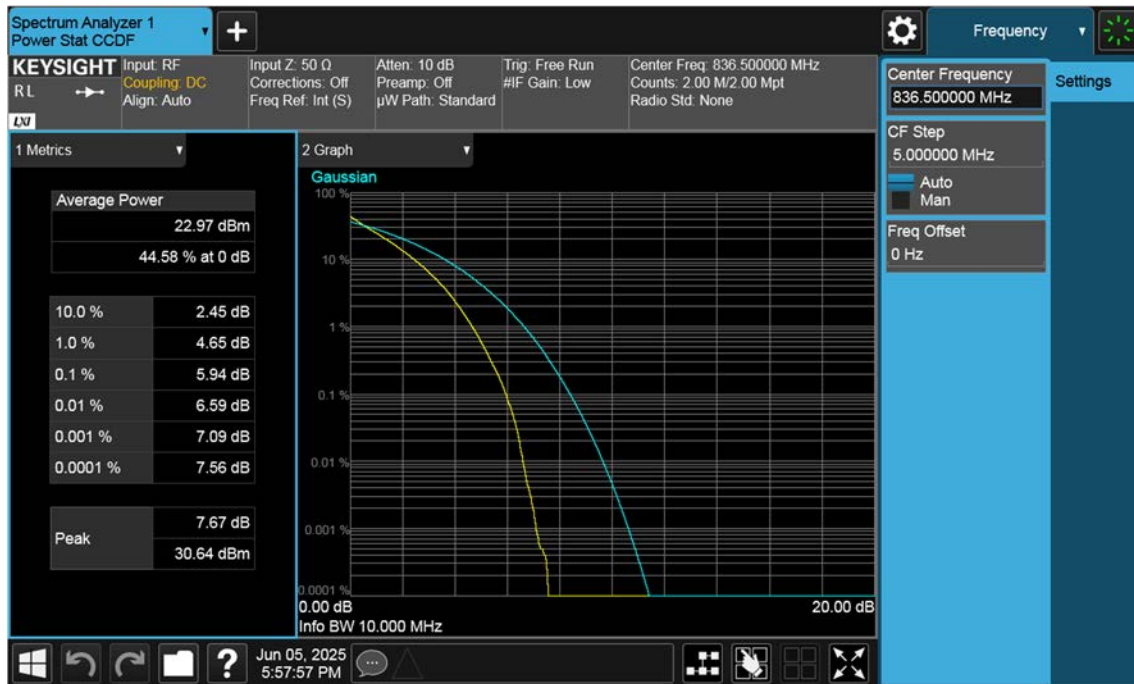 Spectrum Analyzer 1
Power Stat CCDF
Frequency
KEYSIGHT
RL
LXI
Input: RF
Coupling: DC
Align: Auto
Input Z: 50 Ω
Corrections: Off
Freq Ref: Int (S)
Atten: 10 dB
Preamp: Off
µW Path: Standard
Trig: Free Run
#IF Gain: Low
Center Freq: 836.500000 MHz
Counts: 2.00 M/2.00 Mpt
Radio Std: None
Center Frequency
836.500000 MHz
Settings
CF Step
5.000000 MHz
Auto
Man
Freq Offset
0 Hz
1 Metrics
Average Power
22.97 dBm
44.58 % at 0 dB
10.0 % 2.45 dB
1.0 % 4.65 dB
0.1 % 5.94 dB
0.01 % 6.59 dB
0.001 % 7.09 dB
0.0001 % 7.56 dB
Peak
7.67 dB
30.64 dBm
2 Graph
Gaussian
100 %
10 %
1 %
0.1 %
0.01 %
0.001 %
0.0001 %
0.00 dB 20.00 dB
Info BW 10.000 MHz
?
Jun 05, 2025
5:57:57 PM